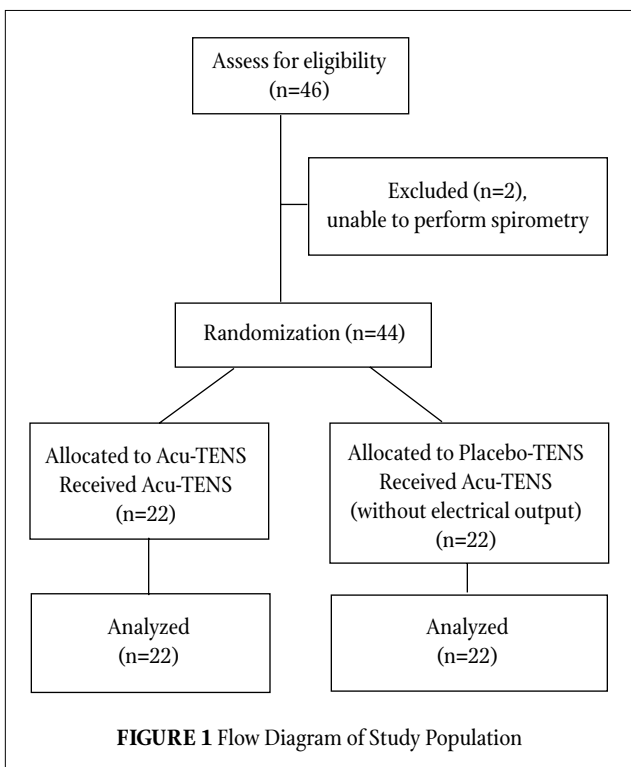 Assess for eligibility
(n=46)
Excluded (n=2),
unable to perform spirometry
Randomization (n=44)
Allocated to Acu-TENS
Received Acu-TENS
(n=22)
Allocated to Placebo-TENS
Received Acu-TENS
(without electrical output)
(n=22)
Analyzed
(n=22)
Analyzed
(n=22)
FIGURE 1 Flow Diagram of Study Population